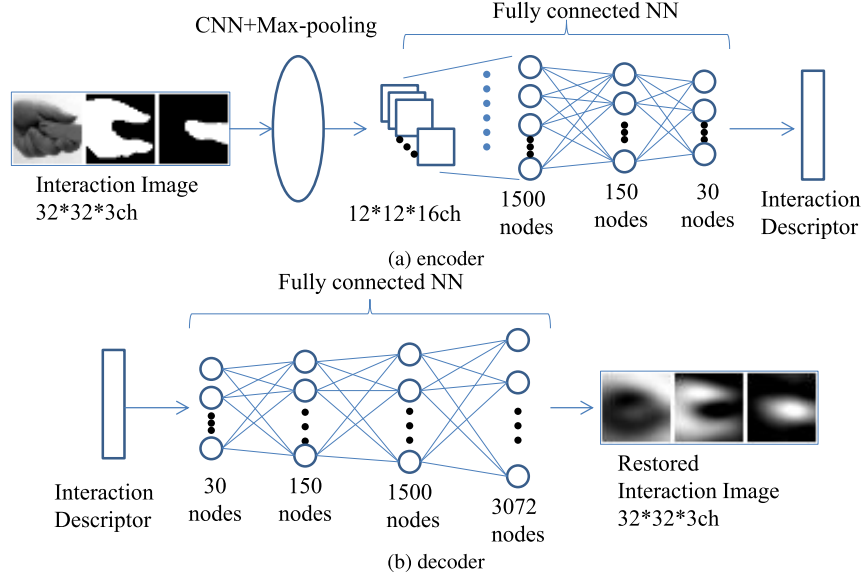 Fully connected NN
CNN+Max-pooling
Interaction Image
32*32*3ch
12*12*16ch
1500
nodes
150
nodes
30
nodes
Interaction
Descriptor
(a) encoder
Fully connected NN
Interaction
Descriptor
30
nodes
150
nodes
1500
nodes
3072
nodes
Restored
Interaction Image
32*32*3ch
(b) decoder